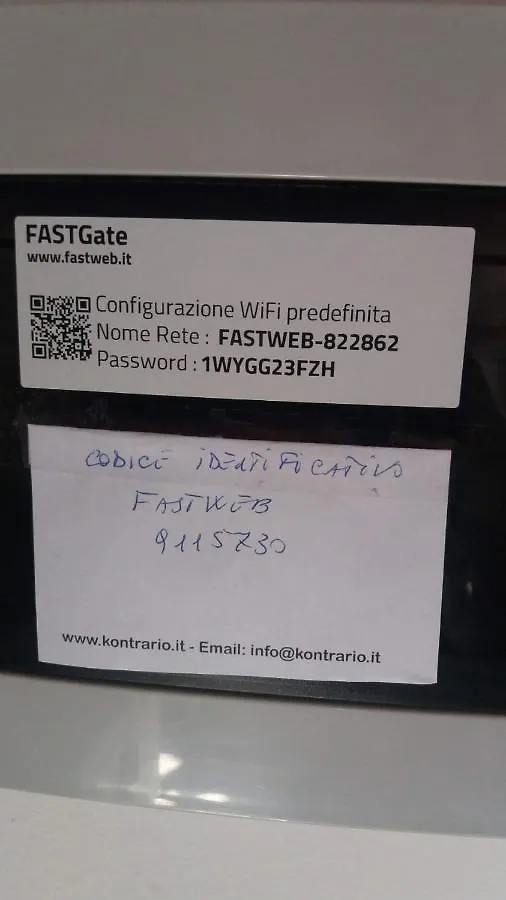 FASTGate
www.fastweb.it
Configurazione WiFi predefinita
Nome Rete : FASTWEB-822862
Password : 1WYGG23FZH
CODICE IDENTIFICATIVO
FASTWEB
9115730
www.kontrario.it - Email: info@kontrario.it